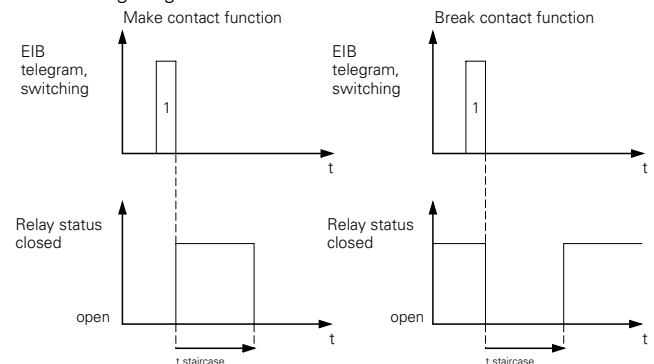 Make contact function
EIB
telegram,
switching
1
t
Relay status
closed
open
t
t staircase
Break contact function
EIB
telegram,
switching
1
t
Relay status
closed
open
t
t staircase